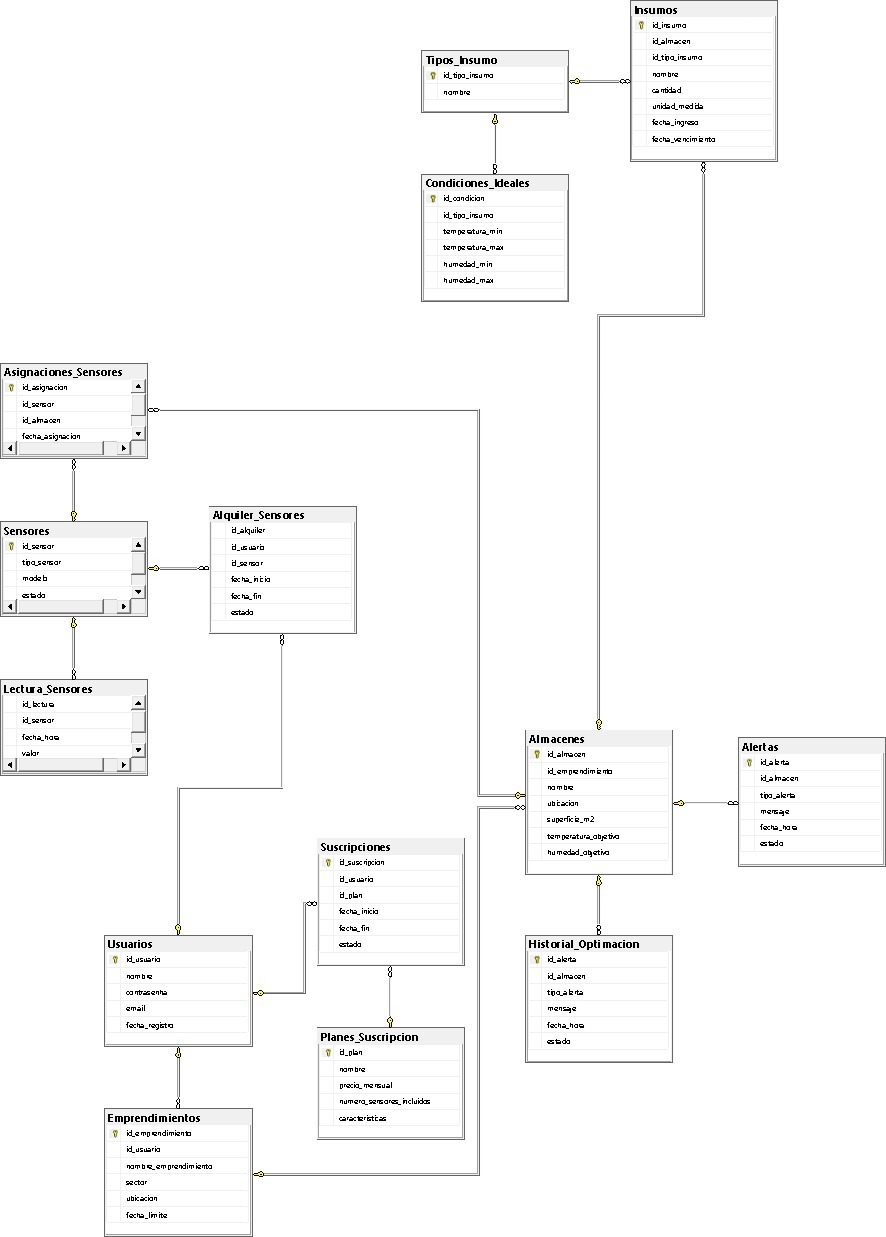 Insumos
id_insumo
id_almacen
id_tipo_insumo
nombre
cantidad
unidad_medida
fecha_ingreso
fecha_vencimiento
Tipos_Insumo
id_tipo_insumo
nombre
Condiciones_Ideales
id_condicion
id_tipo_insumo
temperatura_min
temperatura_max
humedad_min
humedad_max
Asignaciones_Sensores
id_asignacion
id_sensor
id_almacen
fecha_asignacion
Sensores
id_sensor
tipo_sensor
modelo
estado
Alquiler_Sensores
id_alquiler
id_usuario
id_sensor
fecha_inicio
fecha_fin
estado
Lectura_Sensores
id_lectura
id_sensor
fecha_hora
valor
Almacenes
id_almacen
id_emprendimiento
nombre
ubicacion
superficie_m2
temperatura_objetivo
humedad_objetivo
Alertas
id_alerta
id_almacen
tipo_alerta
mensaje
fecha_hora
estado
Suscripciones
id_suscripcion
id_usuario
id_plan
fecha_inicio
fecha_fin
estado
Usuarios
id_usuario
nombre
contrasenha
email
fecha_registro
Historial_Optimacion
id_alerta
id_almacen
tipo_alerta
mensaje
fecha_hora
estado
Planes_Suscripcion
id_plan
nombre
precio_mensual
numero_sensores_incluidos
caracteristicas
Emprendimientos
id_emprendimiento
id_usuario
nombre_emprendimiento
sector
ubicacion
fecha_limite